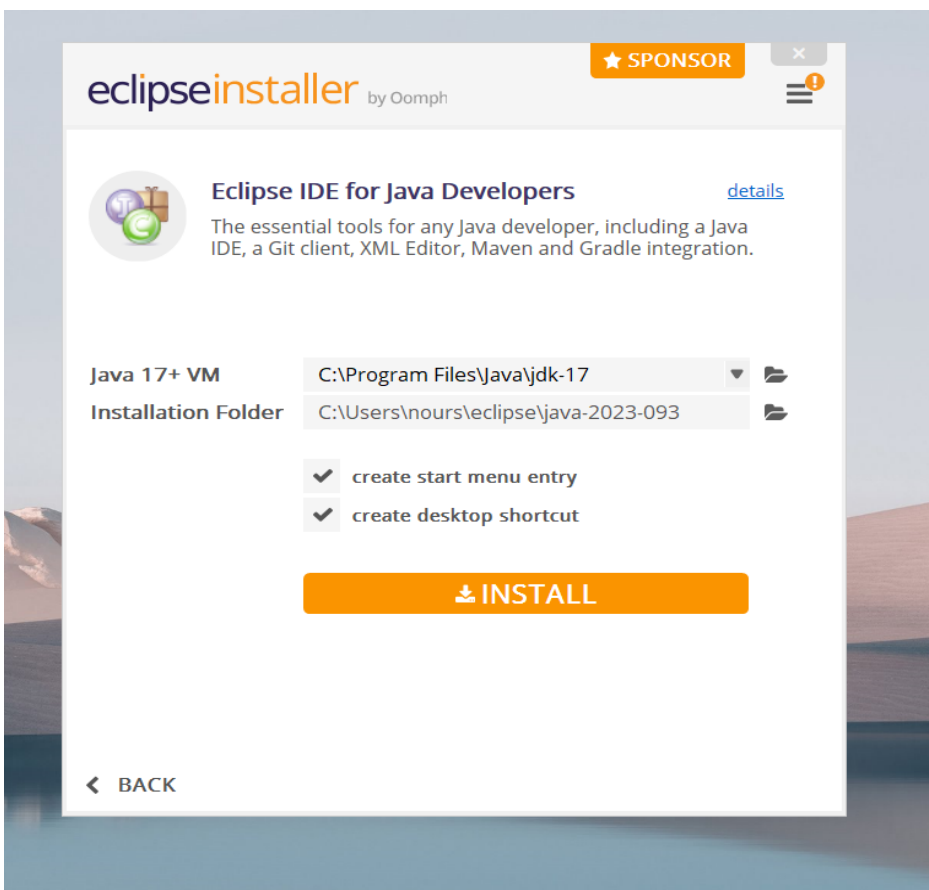 SPONSOR
eclipseinstaller by Oomph
Eclipse IDE for Java Developers
details
The essential tools for any Java developer, including a Java
IDE, a Git client, XML Editor, Maven and Gradle integration.
Java 17+ VM
C:\Program Files\Java\jdk-17
Installation Folder
C:\Users\nours\eclipse\java-2023-093
create start menu entry
create desktop shortcut
INSTALL
BACK